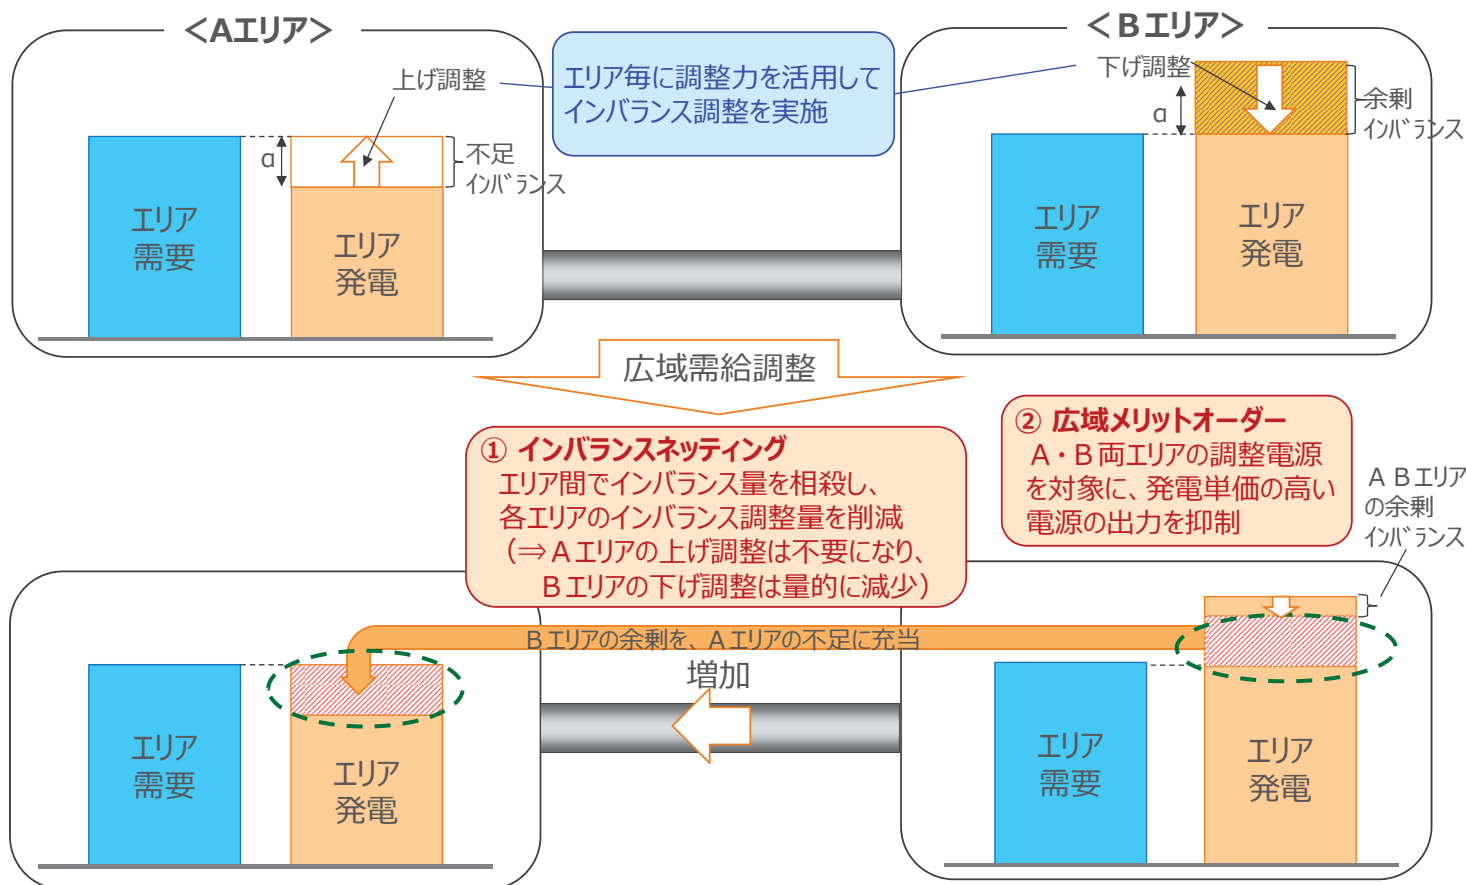 ＜Aエリア＞
上げ調整
α
不足
インバランス
エリア
需要
エリア
発電
エリア毎に調整力を活用して
インバランス調整を実施
＜Ｂエリア＞
下げ調整
α
余剰
インバランス
エリア
需要
エリア
発電
広域需給調整
① インバランスネッティング
エリア間でインバランス量を相殺し、
各エリアのインバランス調整量を削減
（⇒Ａエリアの上げ調整は不要になり、
Ｂエリアの下げ調整は量的に減少）
② 広域メリットオーダー
Ａ・Ｂ両エリアの調整電源
を対象に、発電単価の高い
電源の出力を抑制
ＡＢエリア
の余剰
インバランス
Ｂエリアの余剰を、Ａエリアの不足に充当
増加
エリア
需要
エリア
発電
エリア
需要
エリア
発電